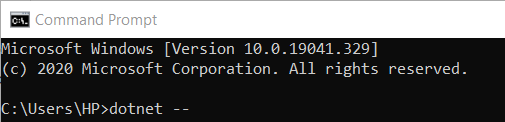 Command Prompt
Microsoft Windows [Version 10.0.19041.329]
(c) 2020 Microsoft Corporation. All rights reserved.
C:\Users\HP>dotnet --